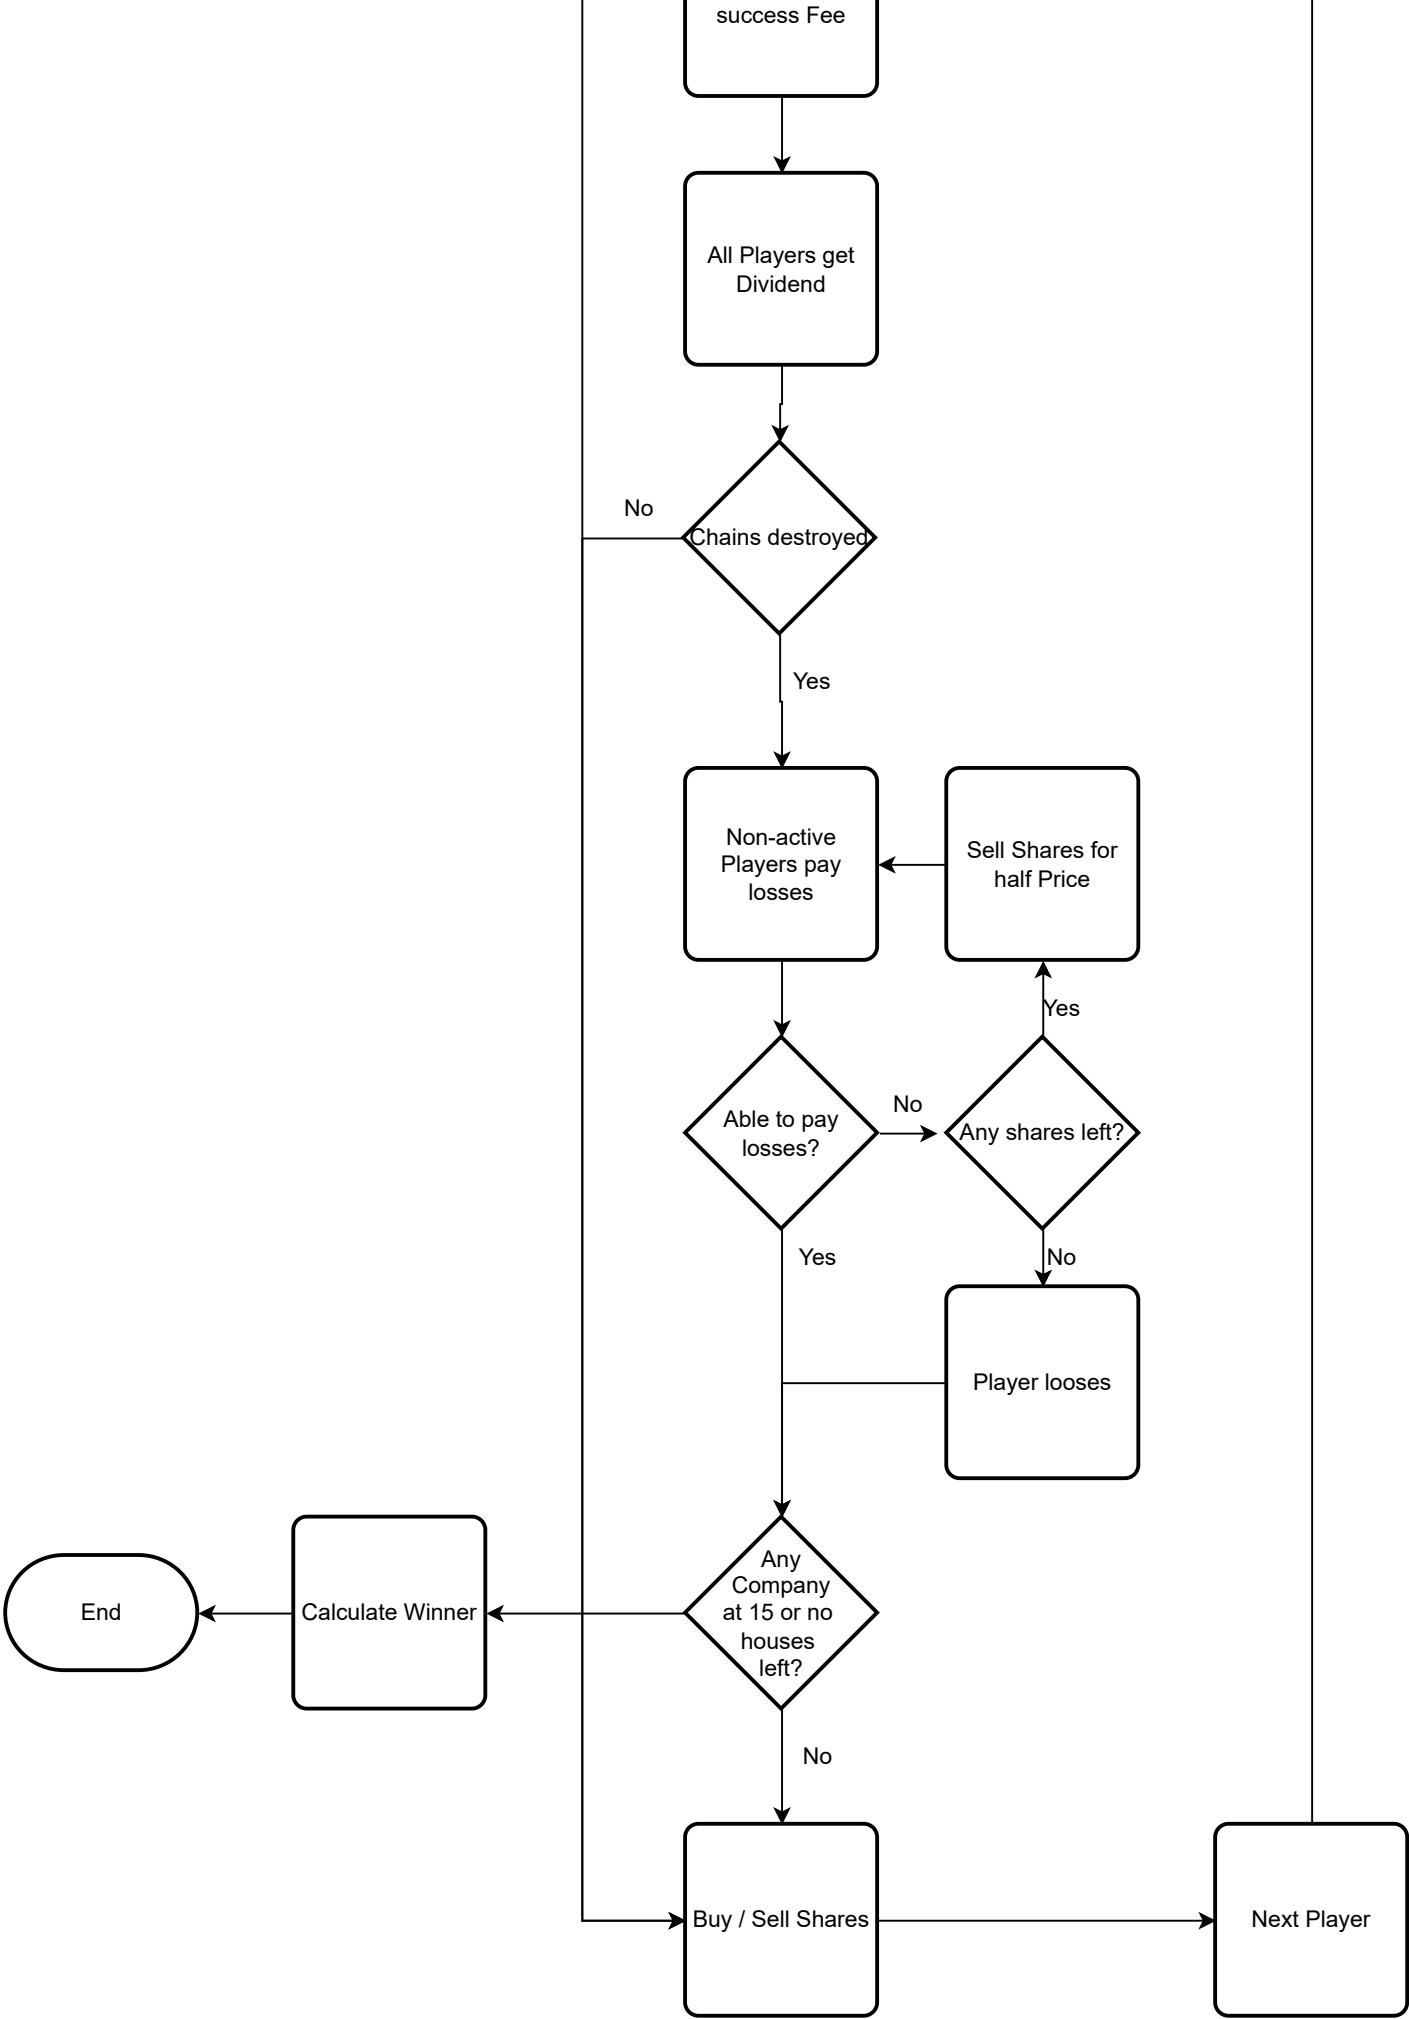 success Fee
All Players get
Dividend
No
Chains destroyed
Yes
Non-active
Players pay
losses
Sell Shares for
half Price
Yes
Able to pay
losses?
No
Any shares left?
Yes
No
Player looses
Any
Company
at 15 or no
houses
left?
Calculate Winner
End
No
Buy / Sell Shares
Next Player